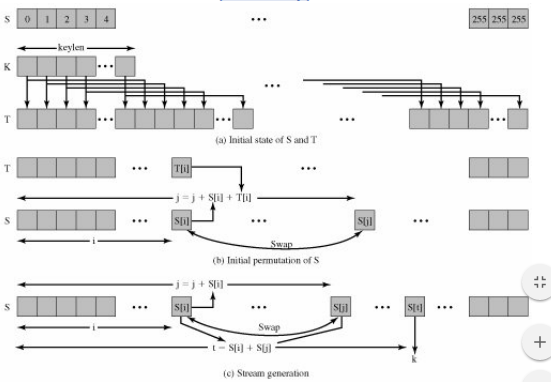 S 0 1 2 3 4 ... 255 255 255
keylen
K ...
...
T ... ... ...
(a) Initial state of S and T
T ... T[i] ...
j = j + S[i] + T[i]
S ... S[i] ... S[j] ...
i
Swap
(b) Initial permutation of S
j = j + S[i]
S ... S[i] ... S[j] ... S[t] ...
i
Swap
t = S[i] + S[j]
k
(c) Stream generation